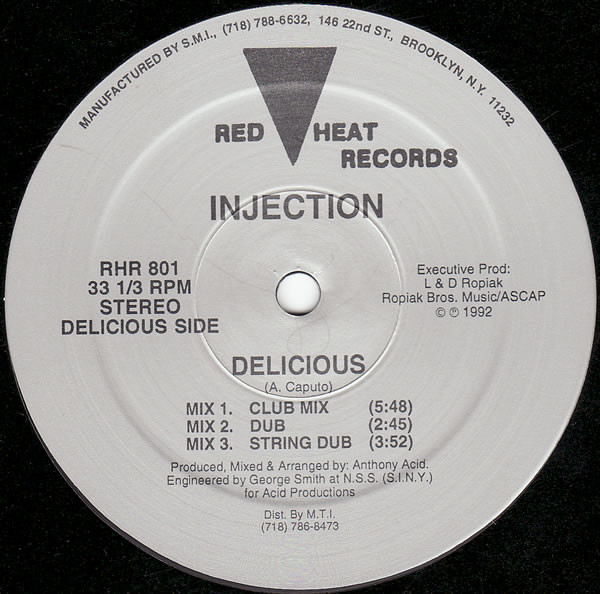 MANUFACTURED BY S.M.I., (718) 788-6632, 146 22nd ST., BROOKLYN, N.Y. 11232
RED HEAT
RECORDS
INJECTION
RHR 801
33 1/3 RPM
STEREO
DELICIOUS SIDE
Executive Prod:
L & D Ropiak
Ropiak Bros. Music/ASCAP
© ℗ 1992
DELICIOUS
(A. Caputo)
MIX 1. CLUB MIX (5:48)
MIX 2. DUB (2:45)
MIX 3. STRING DUB (3:52)
Produced, Mixed & Arranged by: Anthony Acid.
Engineered by George Smith at N.S.S. (S.I.N.Y.)
for Acid Productions
Dist. By M.T.I.
(718) 786-8473